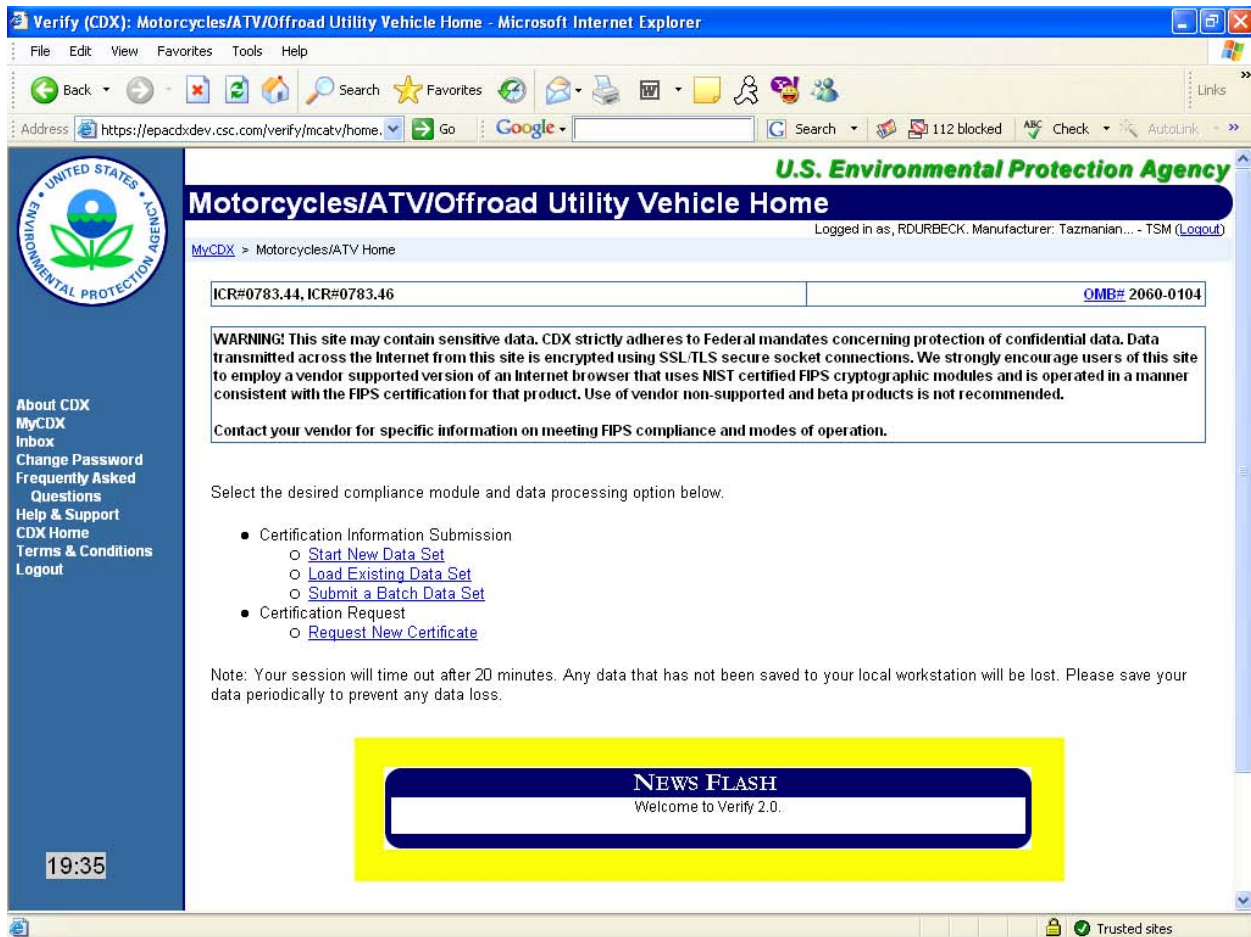 Verify (CDX): Motorcycles/ATV/Offroad Utility Vehicle Home - Microsoft Internet Explorer
File Edit View Favorites Tools Help
Back Search Favorites Links
Address https://epacdxdev.csc.com/verify/mcatv/home. Go Google Search 112 blocked ABC Check AutoLink
UNITED STATES ENVIRONMENTAL PROTECTION AGENCY
U.S. Environmental Protection Agency
Motorcycles/ATV/Offroad Utility Vehicle Home
Logged in as, RDURBECK. Manufacturer: Tazmanian... - TSM (Logout)
MyCDX > Motorcycles/ATV Home
ICR#0783.44, ICR#0783.46 OMB# 2060-0104
WARNING! This site may contain sensitive data. CDX strictly adheres to Federal mandates concerning protection of confidential data. Data
transmitted across the Internet from this site is encrypted using SSL/TLS secure socket connections. We strongly encourage users of this site
to employ a vendor supported version of an Internet browser that uses NIST certified FIPS cryptographic modules and is operated in a manner
consistent with the FIPS certification for that product. Use of vendor non-supported and beta products is not recommended.
Contact your vendor for specific information on meeting FIPS compliance and modes of operation.
About CDX
MyCDX
Inbox
Change Password
Frequently Asked
Questions
Help & Support
CDX Home
Terms & Conditions
Logout
Select the desired compliance module and data processing option below.
Certification Information Submission
Start New Data Set
Load Existing Data Set
Submit a Batch Data Set
Certification Request
Request New Certificate
Note: Your session will time out after 20 minutes. Any data that has not been saved to your local workstation will be lost. Please save your
data periodically to prevent any data loss.
NEWS FLASH
Welcome to Verify 2.0.
19:35
Trusted sites